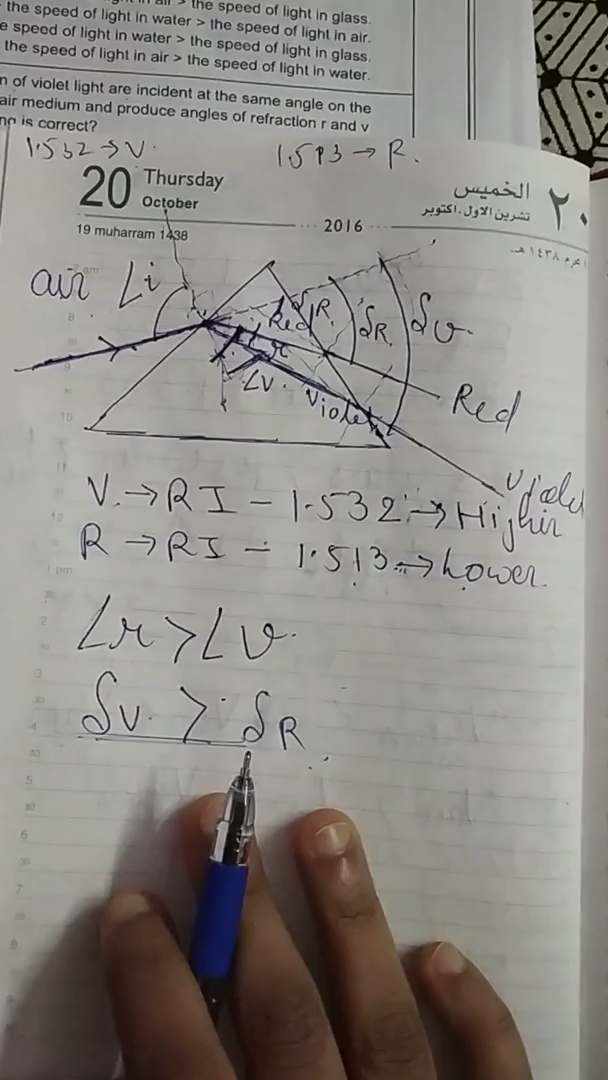 the speed of light in glass.
the speed of light in water > the speed of light in air.
speed of light in water > the speed of light in glass.
the speed of light in air > the speed of light in water.
of violet light are incident at the same angle on the
air medium and produce angles of refraction r and v
is correct?
1.532 → V.
1.513 → R.
20 Thursday
October
19 muharram 1438
2016
الخميس
تشرين الاول، اكتوبر
٢٠
air ∠i
Red
δR
δv
r
∠v.
Violet
Red
Violet
V. → RI – 1.532 → Higher
R → RI – 1.513 → Lower.
∠r > ∠v.
δv. > δR